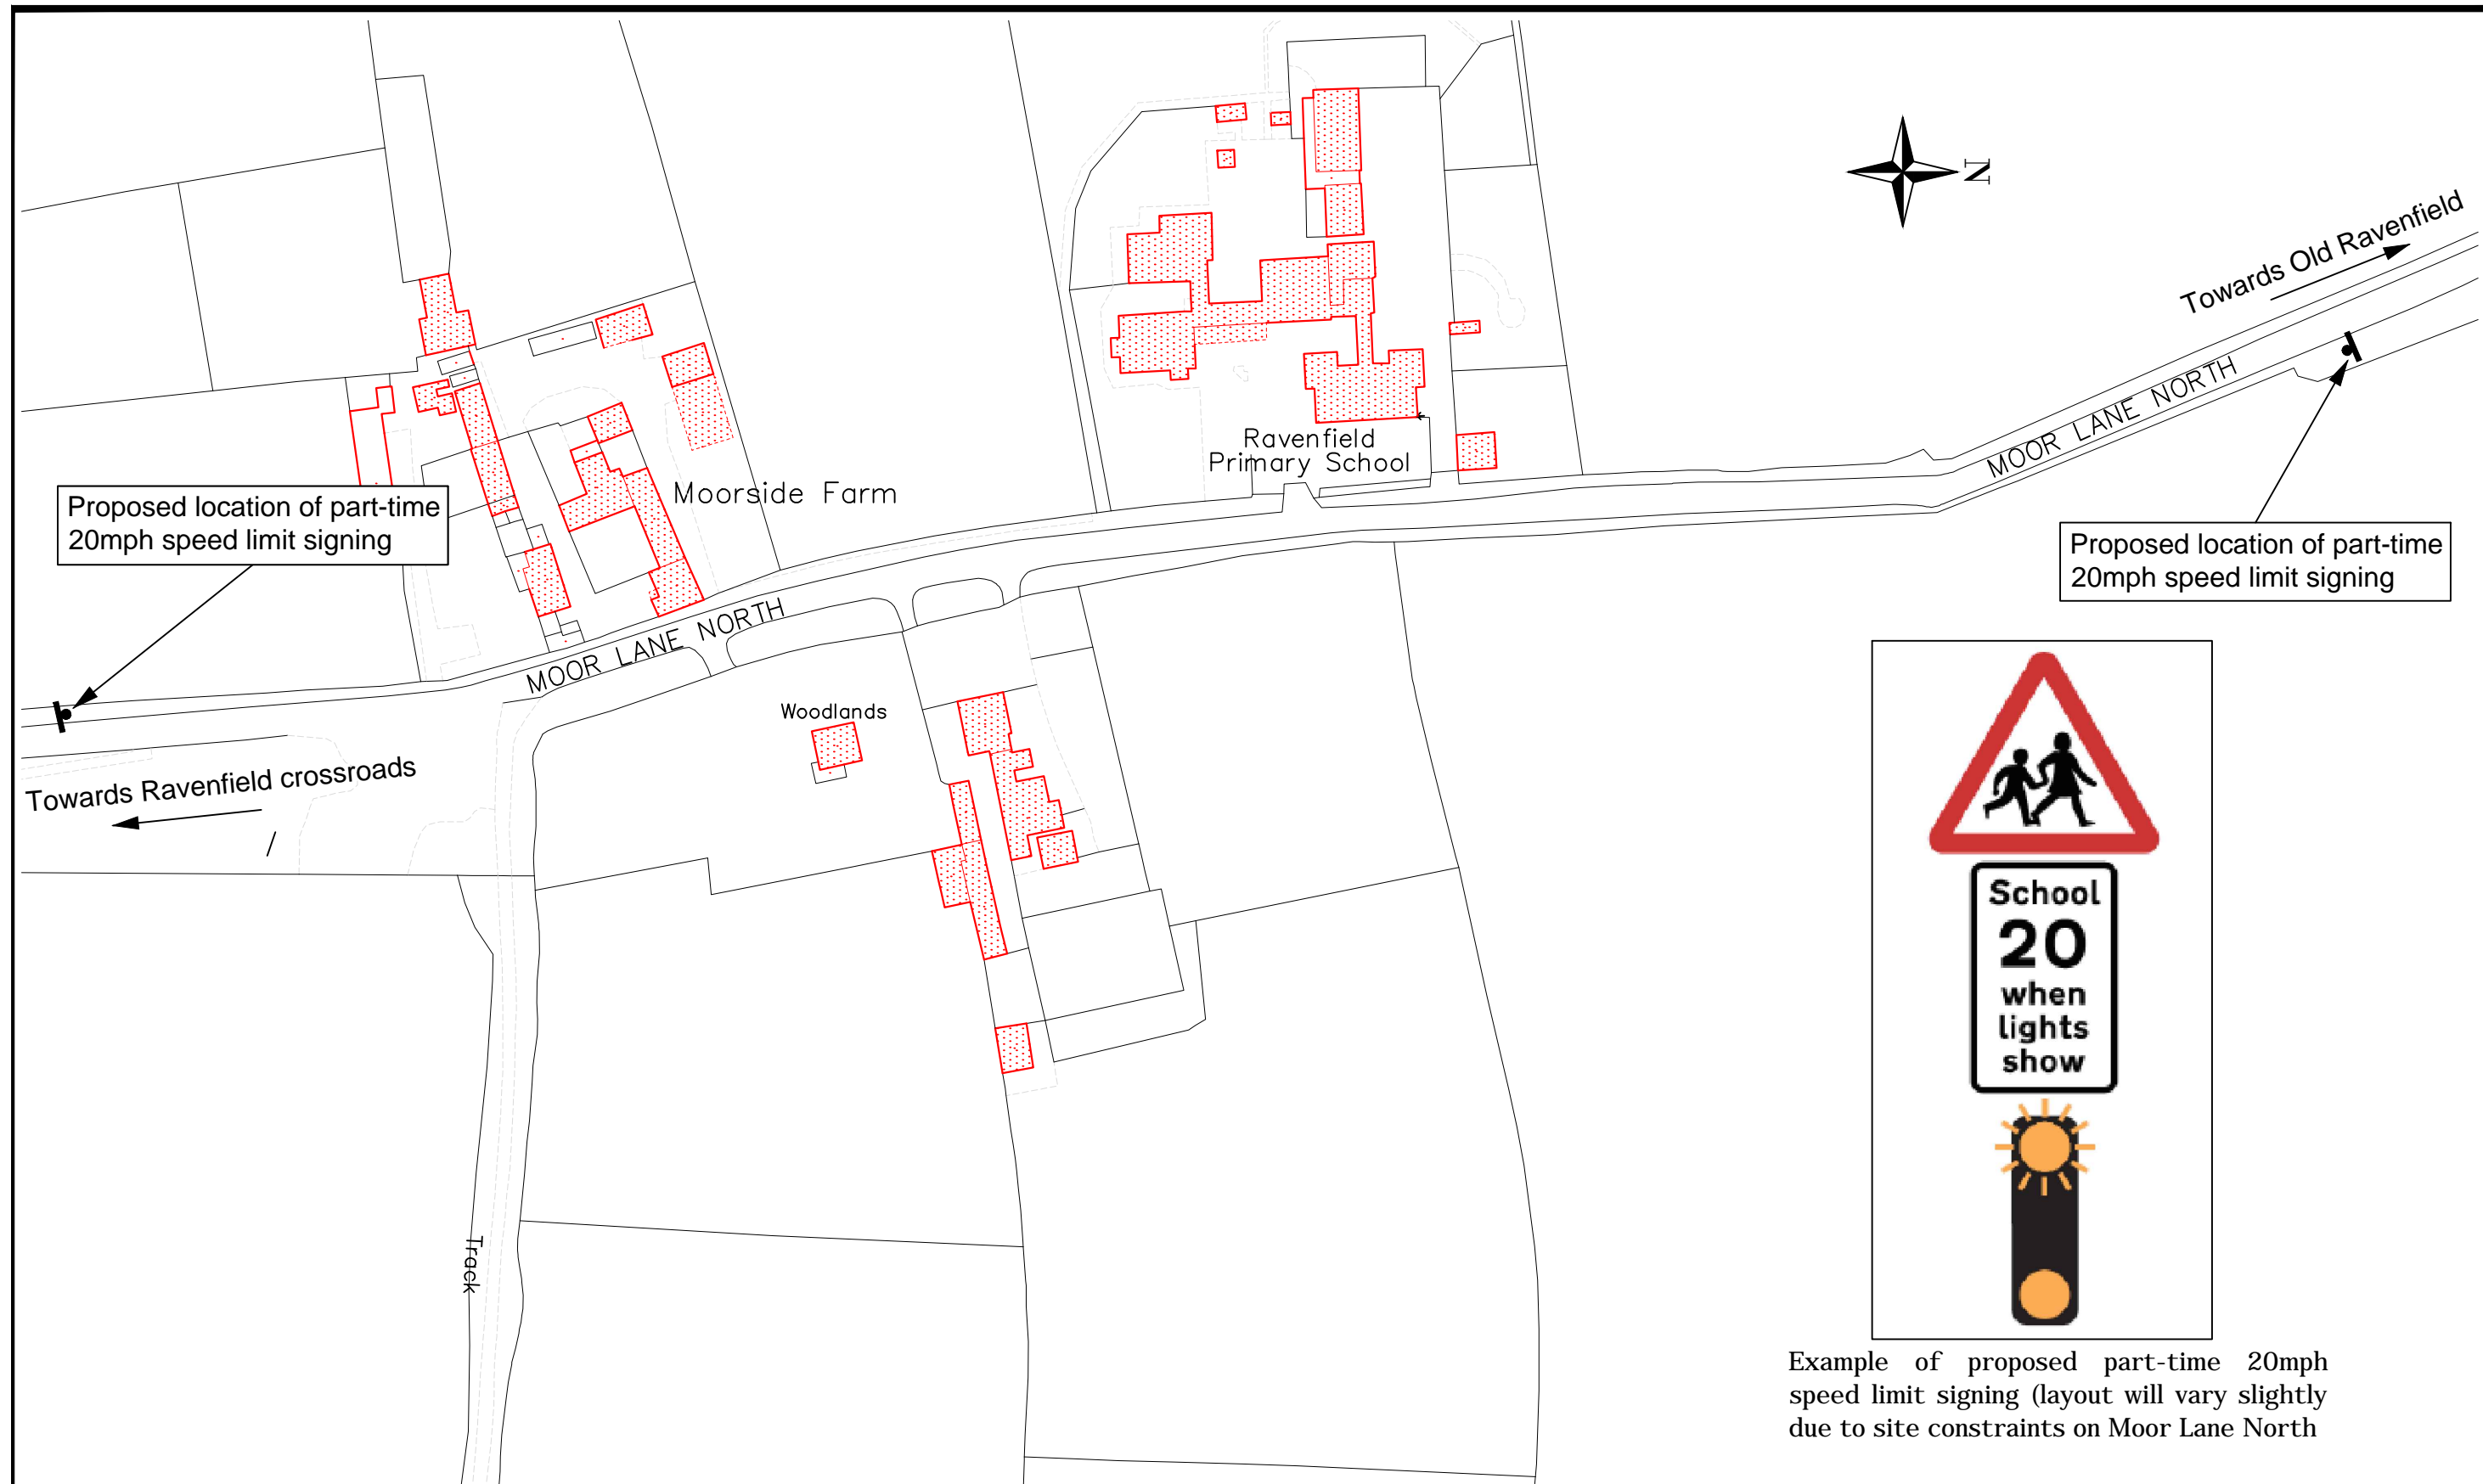 N
Towards Old Ravenfield
MOOR LANE NORTH
Ravenfield
Primary School
Moorside Farm
Proposed location of part-time
20mph speed limit signing
Proposed location of part-time
20mph speed limit signing
MOOR LANE NORTH
Woodlands
Towards Ravenfield crossroads
School
20
when
lights
show
Track
Example of proposed part-time 20mph
speed limit signing (layout will vary slightly
due to site constraints on Moor Lane North